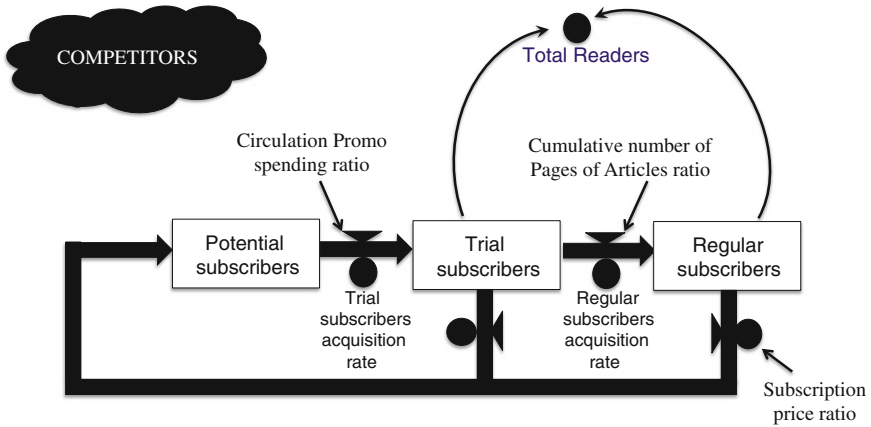 COMPETITORS
Total Readers
Circulation Promo
spending ratio
Cumulative number of
Pages of Articles ratio
Potential
subscribers
Trial
subscribers
Regular
subscribers
Trial
subscribers
acquisition
rate
Regular
subscribers
acquisition
rate
Subscription
price ratio